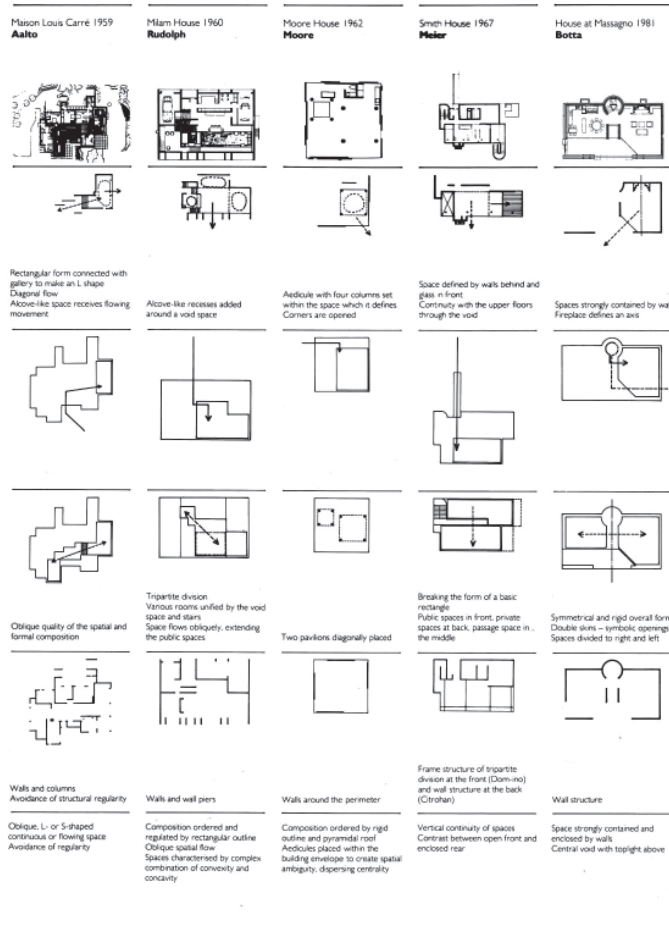 Maison Louis Carré 1959
Aalto
Milam House 1960
Rudolph
Moore House 1962
Moore
Smith House 1967
Meier
House at Massagno 1981
Botta
Rectangular form connected with
gallery to make an L shape
Diagonal flow
Alcove-like space receives flowing
movement
Alcove-like recesses added
around a void space
Aedicule with four columns set
within the space which it defines
Corners are opened
Space defined by walls behind and
glass in front
Continuity with the upper floors
through the void
Spaces strongly contained by wal
Fireplace defines an axis
Oblique quality of the spatial and
formal composition
Tripartite division
Various rooms unified by the void
space and stairs
Space flows obliquely, extending
the public spaces
Two pavilions diagonally placed
Breaking the form of a basic
rectangle
Public spaces in front, private
spaces at back, passage space in
the middle
Symmetrical and rigid overall form
Double skins – symbolic openings
Spaces divided to right and left
Walls and columns
Avoidance of structural regularity
Walls and wall piers
Walls around the perimeter
Frame structure of tripartite
division at the front (Dom-ino)
and wall structure at the back
(Citrohan)
Wall structure
Oblique, L- or S-shaped
continuous or flowing space
Avoidance of regularity
Composition ordered and
regulated by rectangular outline
Oblique spatial flow
Spaces characterised by complex
combination of convexity and
concavity
Composition ordered by rigid
outline and pyramidal roof
Aedicules placed within the
building envelope to create spatial
ambiguity, dispersing centrality
Vertical continuity of spaces
Contrast between open front and
enclosed rear
Space strongly contained and
enclosed by walls
Central void with toplight above